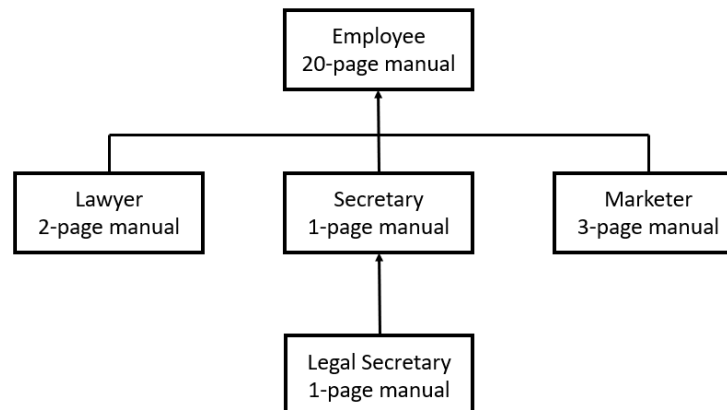 Employee
20-page manual
Lawyer
2-page manual
Secretary
1-page manual
Marketer
3-page manual
Legal Secretary
1-page manual